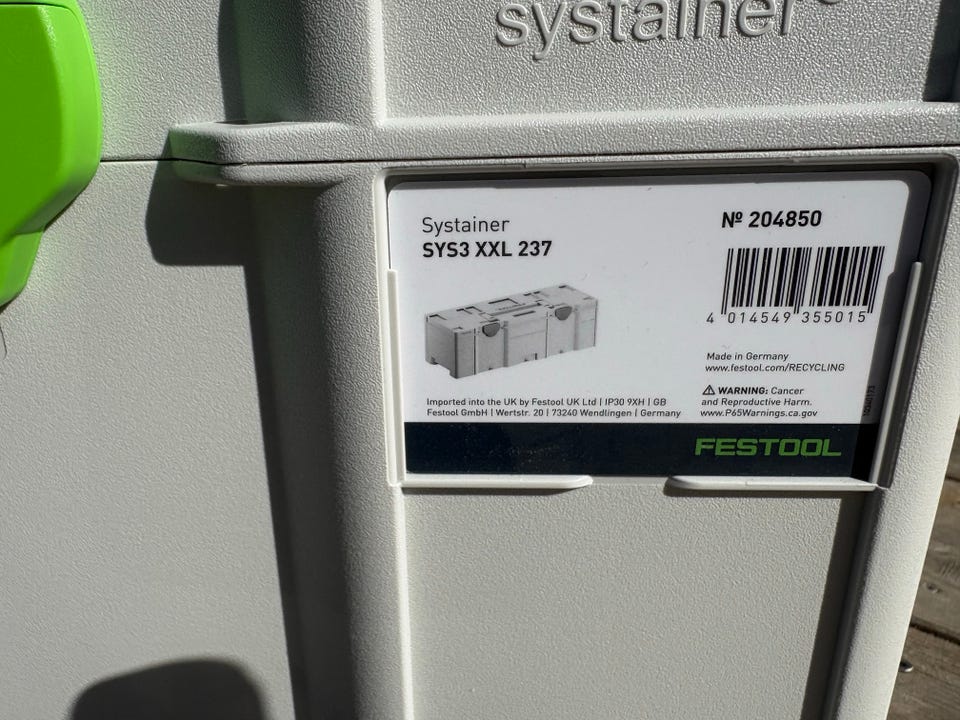 systainer®
Systainer
SYS3 XXL 237
Nº 204850
4 014549 355015
Made in Germany
www.festool.com/RECYCLING
⚠ WARNING: Cancer
and Reproductive Harm.
www.P65Warnings.ca.gov
Imported into the UK by Festool UK Ltd | IP30 9XH | GB
Festool GmbH | Wertstr. 20 | 73240 Wendlingen | Germany
FESTOOL